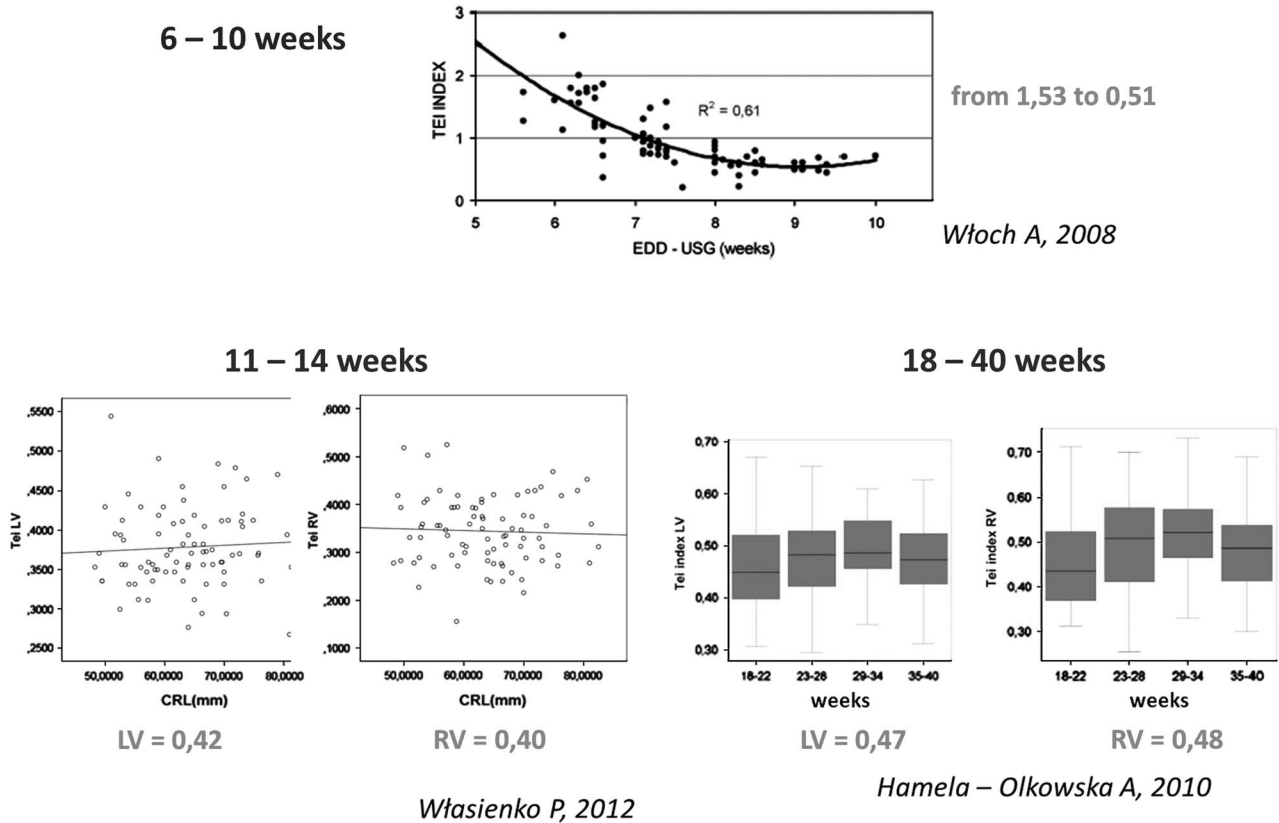 6 – 10 weeks
3
2
1
0
TEI INDEX
R² = 0,61
5 6 7 8 9 10
EDD - USG (weeks)
from 1,53 to 0,51
Włoch A, 2008
11 – 14 weeks
,5500
,5000
,4500
,4000
,3500
,3000
,2500
Tei LV
50,0000 60,0000 70,0000 80,0000
CRL(mm)
LV = 0,42
,6000
,5000
,4000
,3000
,2000
,1000
Tei RV
50,0000 60,0000 70,0000 80,0000
CRL(mm)
RV = 0,40
Własienko P, 2012
18 – 40 weeks
0,70
0,60
0,50
0,40
0,30
Tei index LV
18-22 23-28 29-34 35-40
weeks
LV = 0,47
0,70
0,60
0,50
0,40
0,30
Tei index RV
18-22 23-28 29-34 35-40
weeks
RV = 0,48
Hamela – Olkowska A, 2010